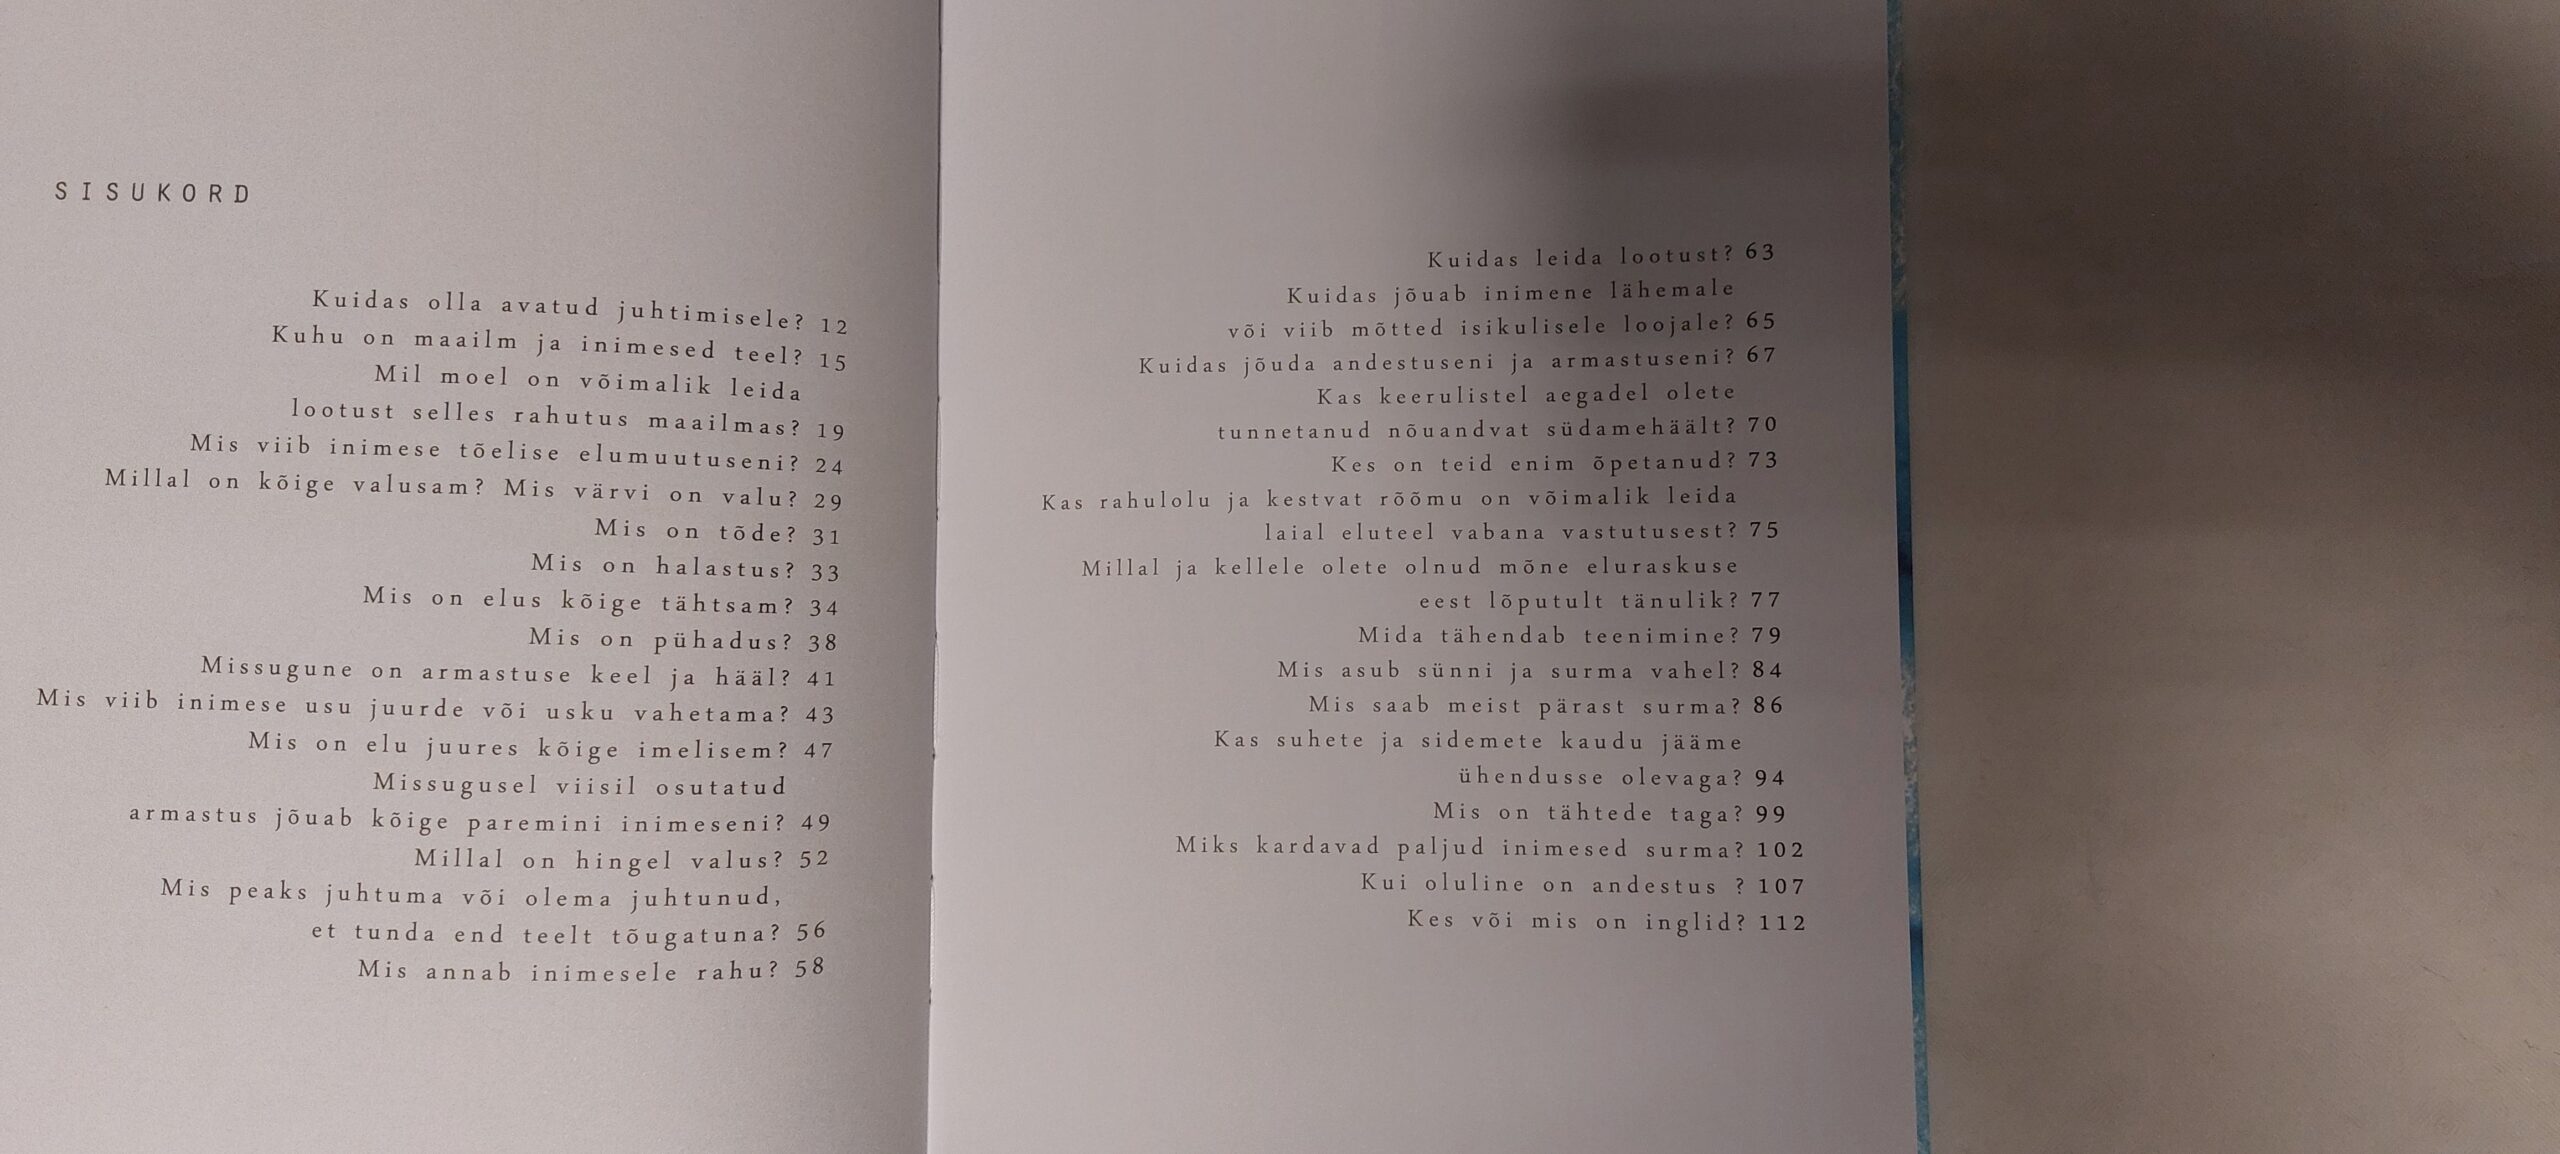 SISUKORD
Kuidas olla avatud juhtimisele? 12
Kuhu on maailm ja inimesed teel? 15
Mil moel on võimalik leida
lootust selles rahutus maailmas? 19
Mis viib inimese tõelise elumuutuseni? 24
Millal on kõige valusam? Mis värvi on valu? 29
Mis on tõde? 31
Mis on halastus? 33
Mis on elus kõige tähtsam? 34
Mis on pühadus? 38
Missugune on armastuse keel ja hääl? 41
Mis viib inimese usu juurde või usku vahetama? 43
Mis on elu juures kõige imelisem? 47
Missugusel viisil osutatud
armastus jõuab kõige paremini inimeseni? 49
Millal on hingel valus? 52
Mis peaks juhtuma või olema juhtunud,
et tunda end teelt tõugatuna? 56
Mis annab inimesele rahu? 58
Kuidas leida lootust? 63
Kuidas jõuab inimene lähemale
või viib mõtted isikulisele loojale? 65
Kuidas jõuda andestuseni ja armastuseni? 67
Kas keerulistel aegadel olete
tunnetanud nõuandvat südamehäält? 70
Kes on teid enim õpetanud? 73
Kas rahulolu ja kestvat rõõmu on võimalik leida
laial eluteel vabana vastutusest? 75
Millal ja kellele olete olnud mõne eluraskuse
eest lõputult tänulik? 77
Mida tähendab teenimine? 79
Mis asub sünni ja surma vahel? 84
Mis saab meist pärast surma? 86
Kas suhete ja sidemete kaudu jääme
ühendusse olevaga? 94
Mis on tähtede taga? 99
Miks kardavad paljud inimesed surma? 102
Kui oluline on andestus ? 107
Kes või mis on inglid? 112